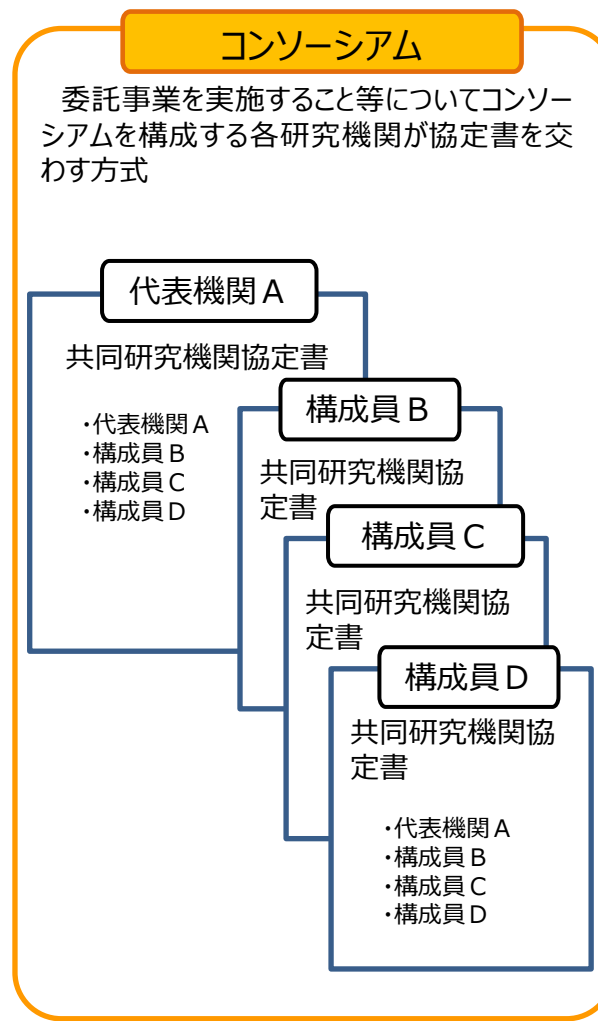 コンソーシアム
委託事業を実施すること等についてコンソー
シアムを構成する各研究機関が協定書を交
わす方式
代表機関A
共同研究機関協定書
・代表機関A
・構成員B
・構成員C
・構成員D
構成員B
共同研究機関協
定書
構成員C
共同研究機関協
定書
構成員D
共同研究機関協
定書
・代表機関A
・構成員B
・構成員C
・構成員D